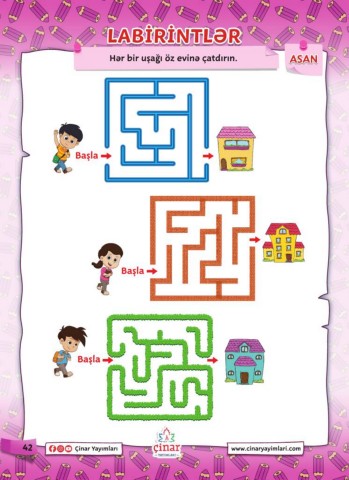 LABİRİNTLƏR
Hər bir uşağı öz evinə çatdırın.
ASAN
Başla
Başla
Başla
42
Çinar Yayımları
çinar
www.cinaryayimlari.com